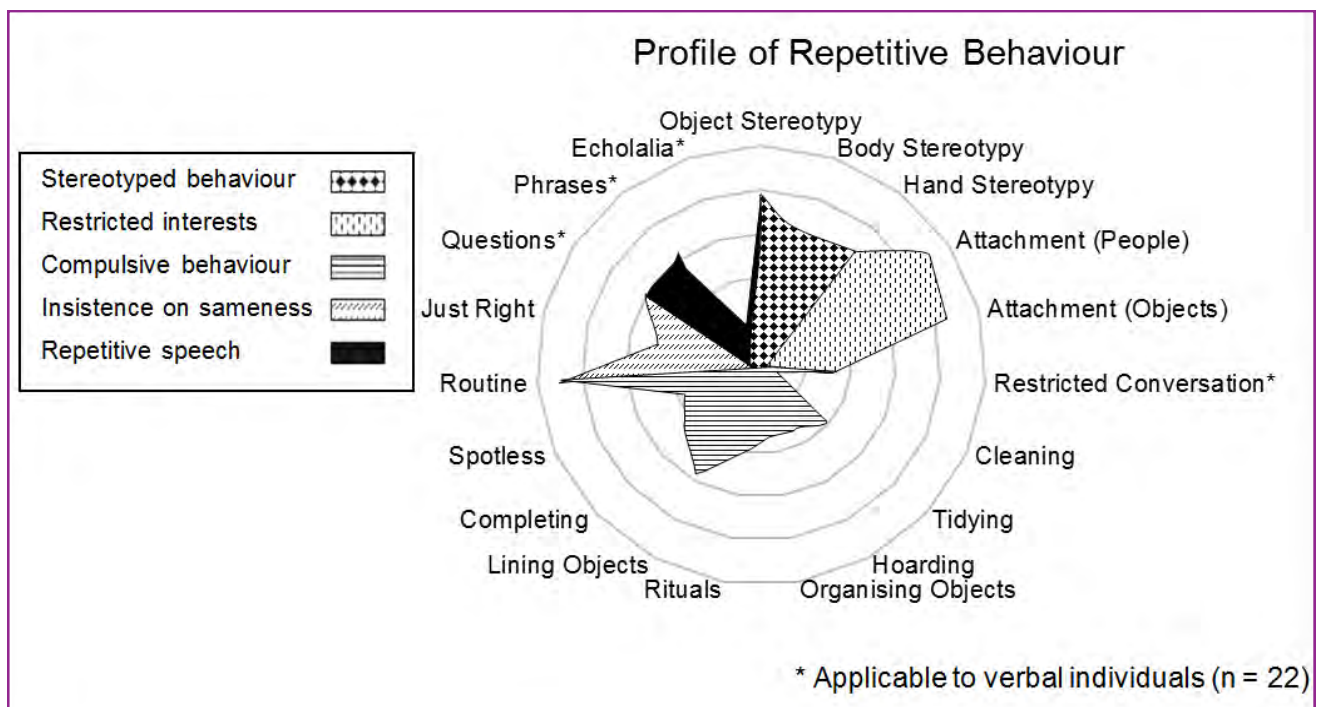 Profile of Repetitive Behaviour
Stereotyped behaviour
Restricted interests
Compulsive behaviour
Insistence on sameness
Repetitive speech
Object Stereotypy
Body Stereotypy
Hand Stereotypy
Attachment (People)
Attachment (Objects)
Restricted Conversation*
Cleaning
Tidying
Hoarding
Organising Objects
Rituals
Lining Objects
Completing
Spotless
Routine
Just Right
Questions*
Phrases*
Echolalia*
* Applicable to verbal individuals (n = 22)